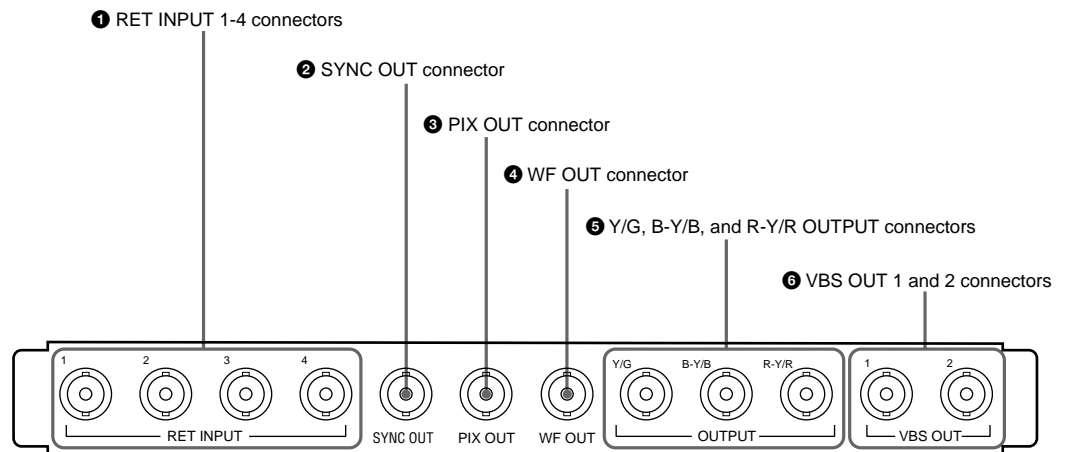 ❶ RET INPUT 1-4 connectors
❷ SYNC OUT connector
❸ PIX OUT connector
❹ WF OUT connector
❺ Y/G, B-Y/B, and R-Y/R OUTPUT connectors
❻ VBS OUT 1 and 2 connectors
1 2 3 4 Y/G B-Y/B R-Y/R 1 2
RET INPUT SYNC OUT PIX OUT WF OUT OUTPUT VBS OUT